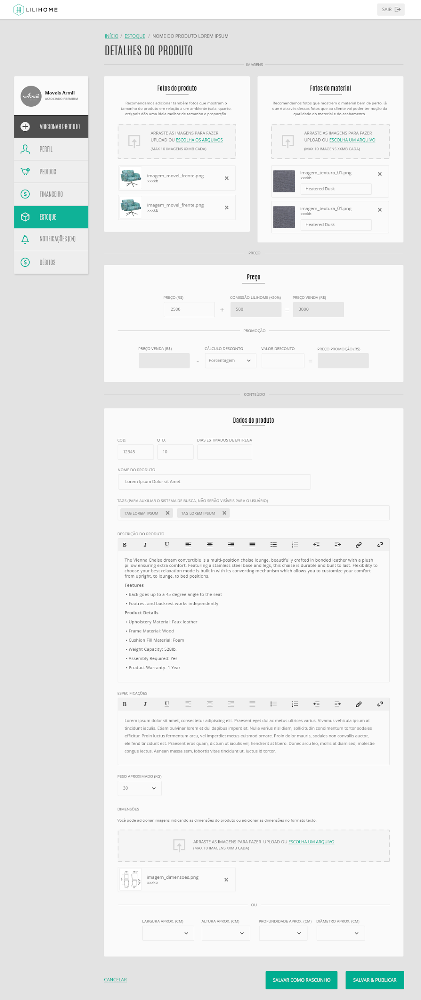 LILIHOME
SAIR
INÍCIO / ESTOQUE / NOME DO PRODUTO LOREM IPSUM
DETALHES DO PRODUTO
IMAGENS
Armil
Moveis Armil
ASSOCIADO PREMIUM
ADICIONAR PRODUTO
PERFIL
PEDIDOS
FINANCEIRO
ESTOQUE
NOTIFICAÇÕES (04)
DÉBITOS
Fotos do produto
Recomendamos adicionar também fotos que mostram o
tamanho do produto em relação a um ambiente (sala, quarto,
etc) pois dão uma ideia melhor de tamanho e proporção.
ARRASTE AS IMAGENS PARA FAZER
UPLOAD OU ESCOLHA OS ARQUIVOS
(MAX 10 IMAGENS XXMB CADA)
imagem_movel_frente.png
xxxkb
imagem_movel_frente.png
xxxkb
Fotos do material
Recomendamos fotos que mostrem o material bem de perto, já
que é através dessas fotos que ao cliente vai poder ter noção da
qualidade do material e do acabamento.
ARRASTE AS IMAGENS PARA FAZER
UPLOAD OU ESCOLHA UM ARQUIVO
(MAX 10 IMAGENS XXMB CADA)
imagem_textura_01.png
xxxkb
Heatered Dusk
imagem_textura_01.png
xxxkb
Heatered Dusk
PREÇO
Preço
PREÇO (R$) COMISSÃO LILIHOME (+20%) PREÇO VENDA (R$)
2500 + 500 = 3000
PROMOÇÃO
PREÇO VENDA (R$) CÁLCULO DESCONTO VALOR DESCONTO PREÇO PROMOÇÃO (R$)
- Porcentagem =
CONTEÚDO
Dados do produto
COD. QTD. DIAS ESTIMADOS DE ENTREGA
12345 10
NOME DO PRODUTO
Lorem Ipsum Dolor sit Amet
TAGS (PARA AUXILIAR O SISTEMA DE BUSCA, NÃO SERÃO VISÍVEIS PARA O USUÁRIO)
TAG LOREM IPSUM TAG LOREM IPSUM
DESCRIÇÃO DO PRODUTO
B I U
The Vienna Chaise dream convertible is a multi-position chaise lounge, beautifully crafted in bonded leather with a plush
pillow ensuring extra comfort. Featuring a stainless steel base and legs, this chaise is durable and built to last. Flexibility to
choose your best relaxation mode is built in with its converting mechanism which allows you to customize your comfort
from upright, to lounge, to bed positions.
Features
• Back goes up to a 45 degree angle to the seat
• Footrest and backrest works independently
Product Detalls
• Upholstery Material: Faux leather
• Frame Material: Wood
• Cushion Fill Material: Foam
• Weight Capacity: 528lb.
• Assembly Required: Yes
• Product Warranty: 1 Year
ESPECIFICAÇÕES
B I U
Lorem ipsum dolor sit amet, consectetur adipiscing elit. Praesent eget dui ac metus ultrices varius. Vivamus vehicula ipsum at
tincidunt iaculis. Etiam pulvinar lorem et dui dapibus imperdiet. Nulla varius nisl diam, sollicitudin condimentum tortor sodales
efficitur. Proin luctus fermentum arcu, vel imperdiet metus euismod ornare. Proin dolor mauris, sodales non convallis auctor,
eleifend tincidunt est. Praesent eros quam, dictum ut iaculis vel, hendrerit at libero. Donec arcu leo, mollis at diam sed, molestie
congue lectus. Aenean massa sem, lobortis vitae tincidunt ut, luctus id tortor.
PESO APROXIMADO (KG)
30
DIMENSÕES
Você pode adicionar imagens indicando as dimensões do produto ou adicionar as dimensões no formato texto.
ARRASTE AS IMAGENS PARA FAZER UPLOAD OU ESCOLHA UM ARQUIVO
(MAX 10 IMAGENS XXMB CADA)
imagem_dimensoes.png
xxxkb
OU
LARGURA APROX. (CM) ALTURA APROX. (CM) PROFUNDIDADE APROX. (CM) DIÂMETRO APROX. (CM)
CANCELAR
SALVAR COMO RASCUNHO
SALVAR & PUBLICAR